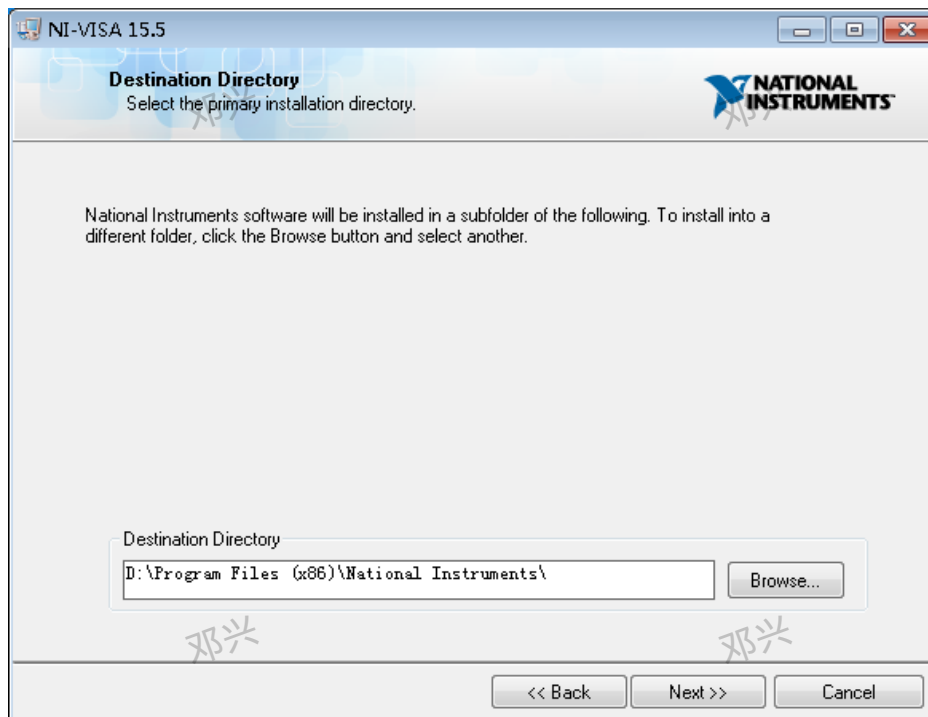 NI-VISA 15.5
Destination Directory
Select the primary installation directory.
NATIONAL
INSTRUMENTS
邓兴
邓兴
National Instruments software will be installed in a subfolder of the following. To install into a
different folder, click the Browse button and select another.
Destination Directory
D:\Program Files (x86)\National Instruments\
Browse...
邓兴
邓兴
<< Back
Next >>
Cancel